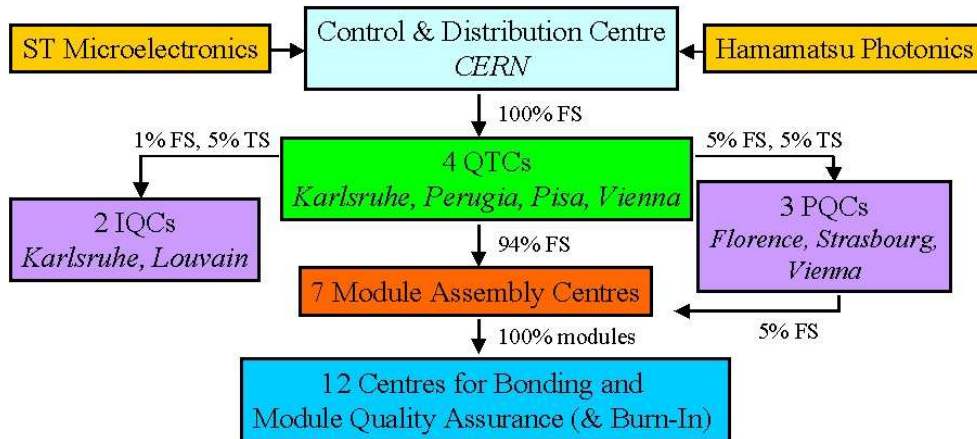 ST Microelectronics
Control & Distribution Centre
CERN
Hamamatsu Photonics
100% FS
1% FS, 5% TS
5% FS, 5% TS
4 QTCs
Karlsruhe, Perugia, Pisa, Vienna
2 IQCs
Karlsruhe, Louvain
3 PQCs
Florence, Strasbourg,
Vienna
94% FS
7 Module Assembly Centres
5% FS
100% modules
12 Centres for Bonding and
Module Quality Assurance (& Burn-In)